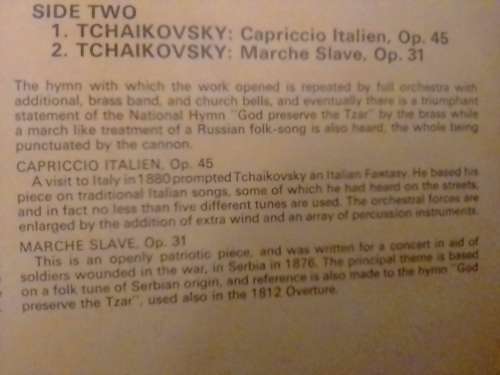 SIDE TWO
1. TCHAIKOVSKY: Capriccio Italien, Op. 45
2. TCHAIKOVSKY: Marche Slave, Op. 31
The hymn with which the work opened is repeated by full orchestra with
additional, brass band, and church bells, and eventually there is a triumphant
statement of the National Hymn "God preserve the Tzar" by the brass while
a march like treatment of a Russian folk-song is also heard, the whole being
punctuated by the cannon.
CAPRICCIO ITALIEN, Op. 45
A visit to Italy in 1880 prompted Tchaikovsky an Italian Fantasy. He based his
piece on traditional Italian songs, some of which he had heard on the streets,
and in fact no less than five different tunes are used. The orchestral forces are
enlarged by the addition of extra wind and an array of percussion instruments.
MARCHE SLAVE, Op. 31
This is an openly patriotic piece, and was written for a concert in aid of
soldiers wounded in the war, in Serbia in 1876. The principal theme is based
on a folk tune of Serbian origin, and reference is also made to the hymn "God
preserve the Tzar", used also in the 1812 Overture.